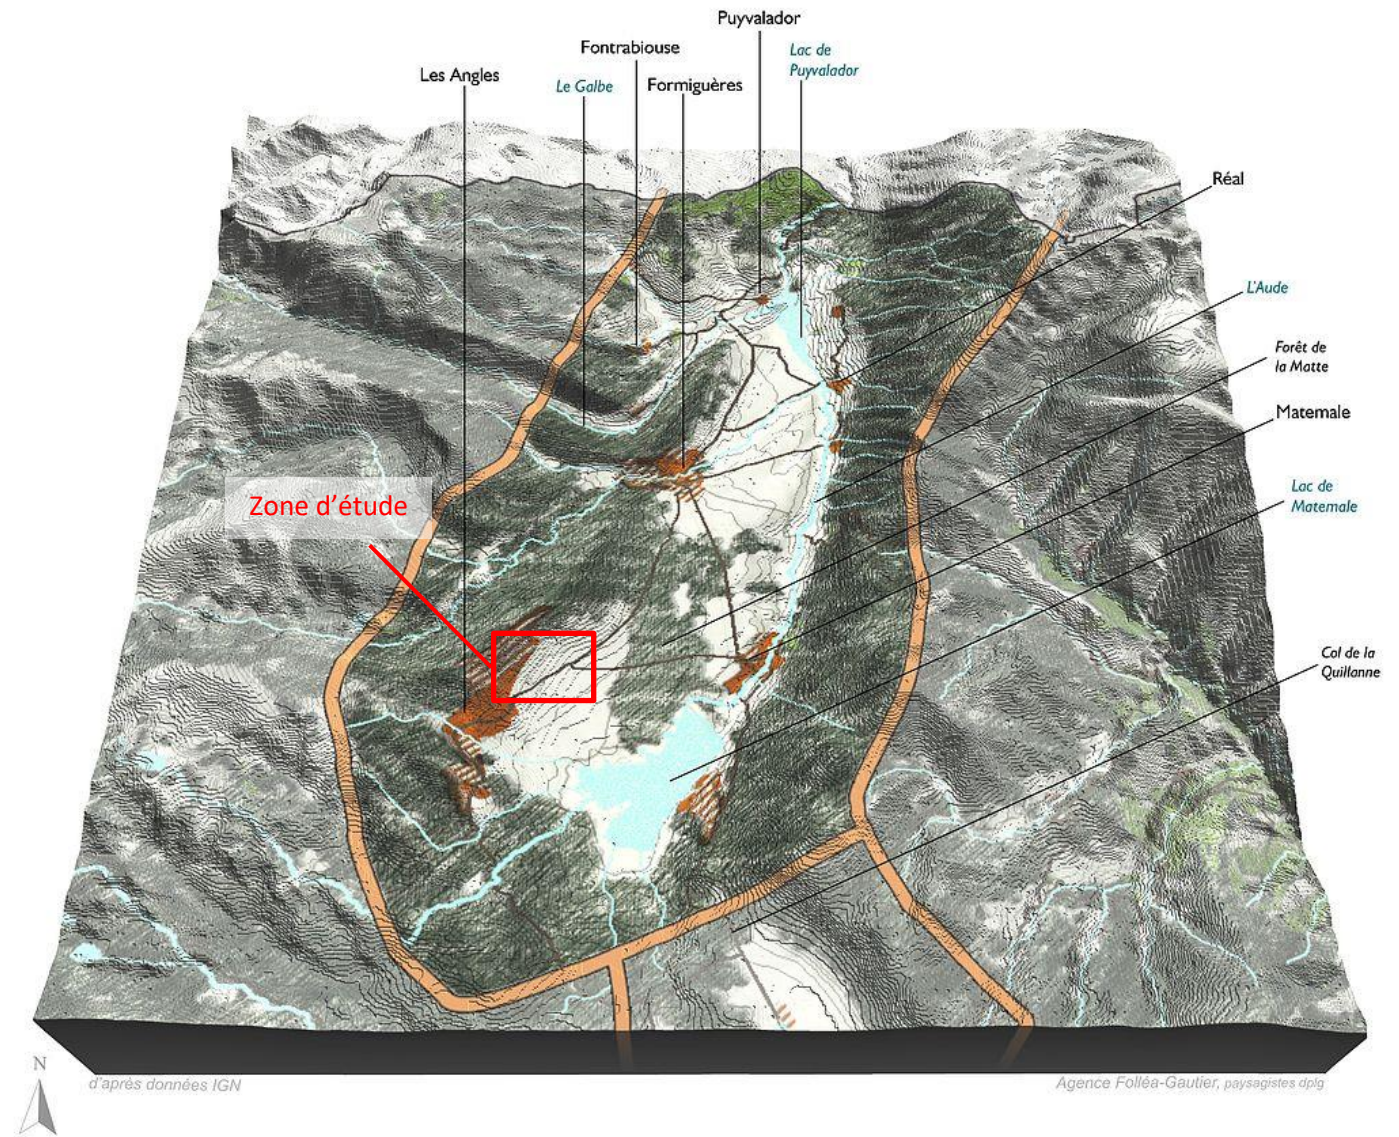 Puyvalador
Fontrabiouse
Lac de
Puyvalador
Les Angles
Le Galbe
Formiguères
Réal
L'Aude
Forêt de
la Matte
Matemale
Zone d'étude
Lac de
Matemale
Col de la
Quillanne
N
d'après données IGN
Agence Folléa-Gautier, paysagistes dplg